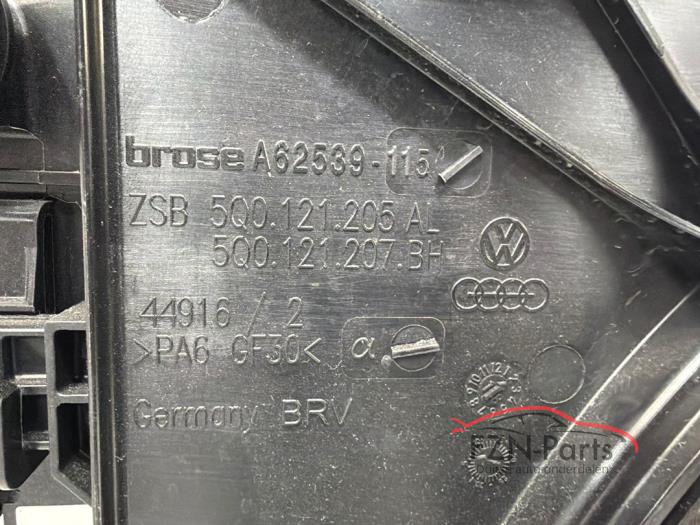 brose A62539-115
ZSB 5Q0.121.205 AL
5Q0.121.207.BH
44916 / 2
>PA6 GF30< α
Germany BRV
FZN-Parts